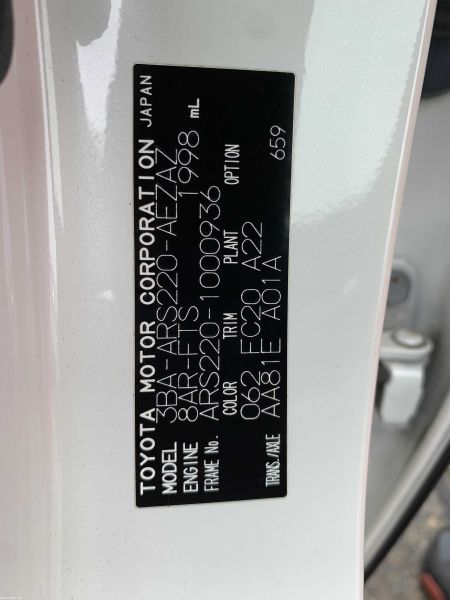 TOYOTA MOTOR CORPORATION JAPAN
MODEL 3BA-ARS220-AEZAZ
ENGINE 8AR-FTS 1998 mL
FRAME No. ARS220-1000936
COLOR TRIM PLANT OPTION
062 FC20 A22 659
TRANS./AXLE AA81E A01A